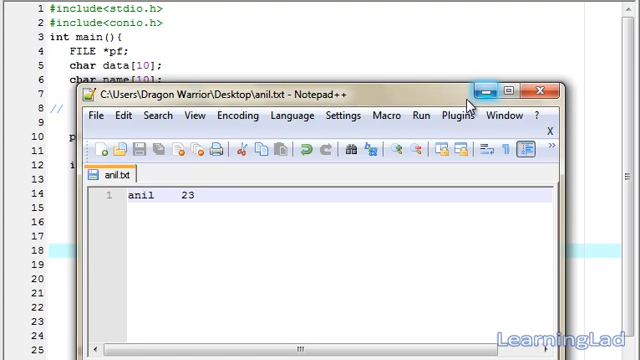 1 #include<stdio.h>
2 #include<conio.h>
3 int main(){
4 FILE *pf;
5 char data[10];
6 char name[10];
7
8 //
9
10 p
11
12 i
13
14
15
16
17
18
19
20
21
22
23
24
25
C:\Users\Dragon Warrior\Desktop\anil.txt - Notepad++
File Edit Search View Encoding Language Settings Macro Run Plugins Window ?
X
anil.txt
1 anil 23
LearningLad